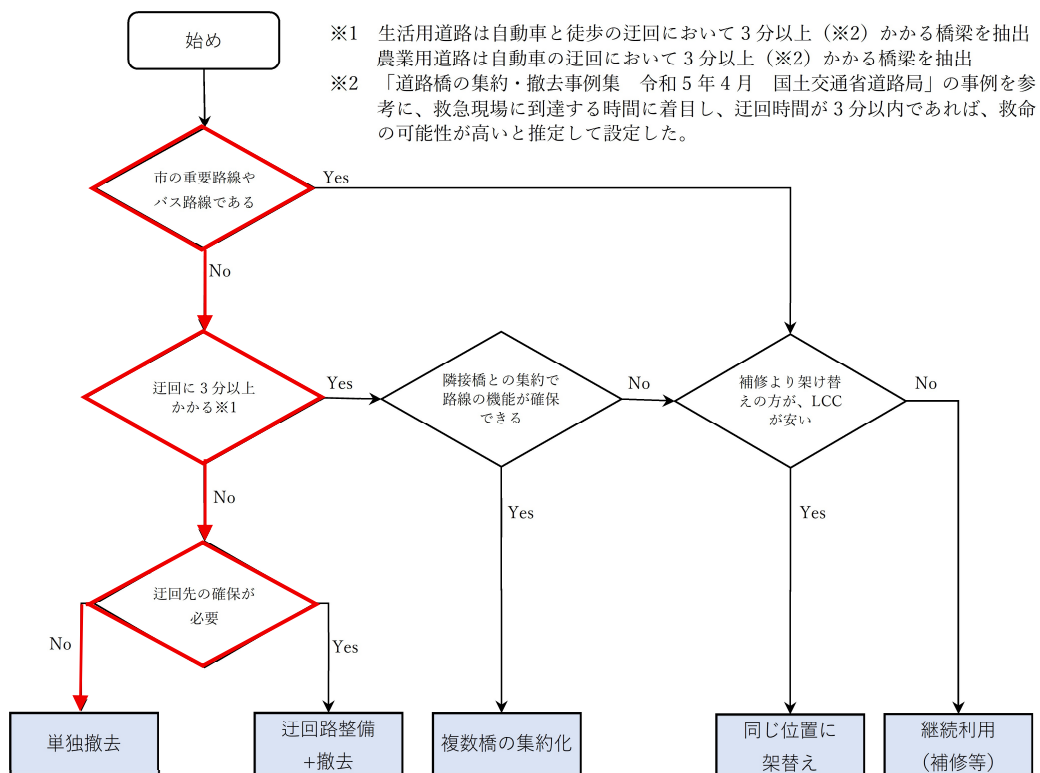 始め
※1 生活用道路は自動車と徒歩の迂回において3分以上(※2)かかる橋梁を抽出
農業用道路は自動車の迂回において3分以上(※2)かかる橋梁を抽出
※2 「道路橋の集約・撤去事例集 令和5年4月 国土交通省道路局」の事例を参
考に、救急現場に到達する時間に着目し、迂回時間が3分以内であれば、救命
の可能性が高いと推定して設定した。
市の重要路線や
バス路線である
Yes
No
迂回に3分以上
かかる※1
Yes
隣接橋との集約で
路線の機能が確保
できる
No
補修より架け替
えの方が、LCC
が安い
No
No
Yes
Yes
迂回先の確保が
必要
No
Yes
単独撤去
迂回路整備
+撤去
複数橋の集約化
同じ位置に
架替え
継続利用
(補修等)